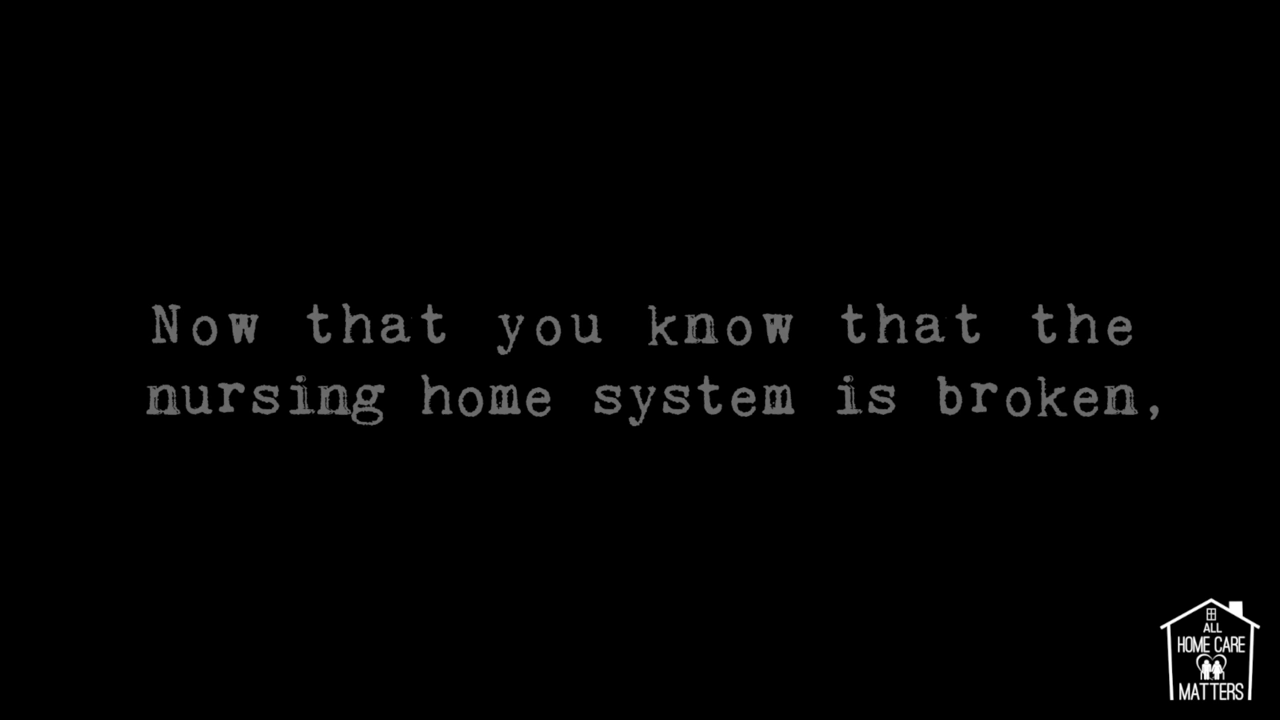 Now that you know that the
nursing home system is broken,
ALL
HOME CARE
MATTERS